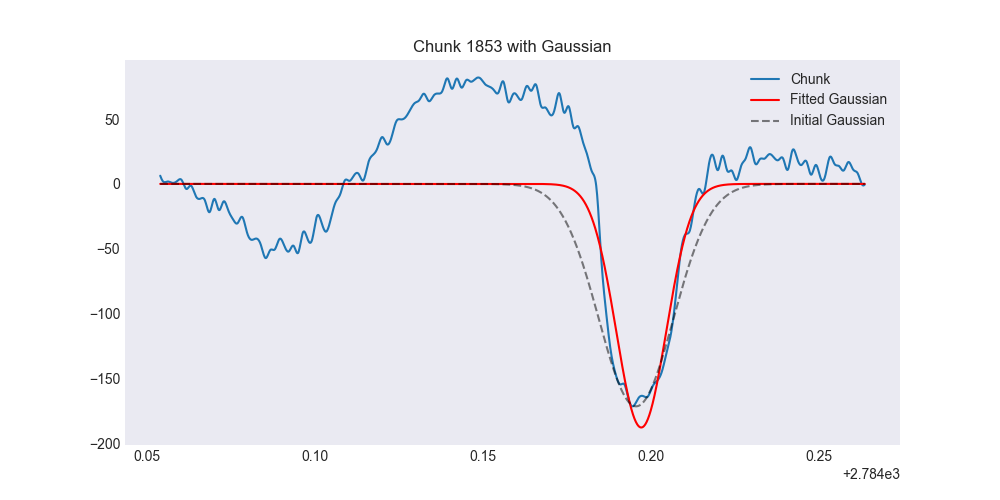 Chunk 1853 with Gaussian
Chunk
Fitted Gaussian
Initial Gaussian
50
0
−50
−100
−150
−200
0.05 0.10 0.15 0.20 0.25
+2.784e3